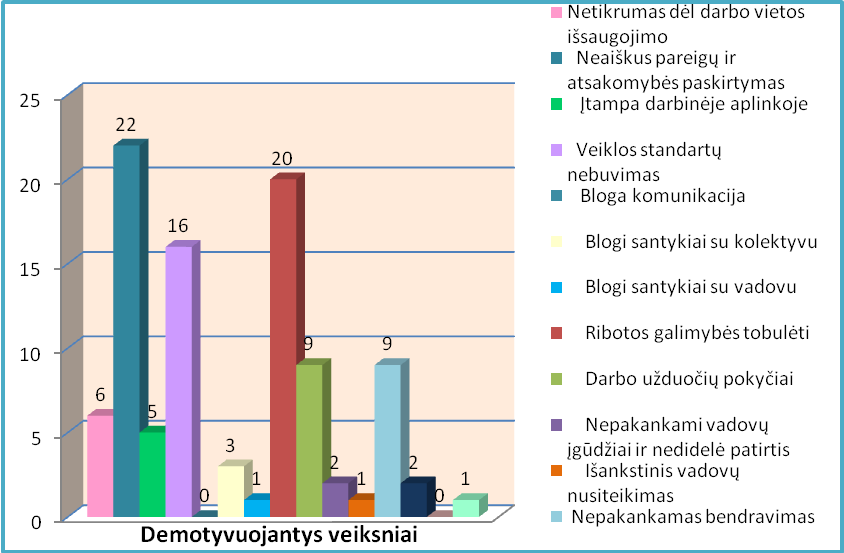 Netikrumas dėl darbo vietos
išsaugojimo
Neaiškus pareigų ir
atsakomybės paskirtymas
Įtampa darbinėje aplinkoje
Veiklos standartų
nebuvimas
Bloga komunikacija
Blogi santykiai su kolektyvu
Blogi santykiai su vadovu
Ribotos galimybės tobulėti
Darbo užduočių pokyčiai
Nepakankami vadovų
įgūdžiai ir nedidelė patirtis
Išankstinis vadovų
nusiteikimas
Nepakankamas bendravimas
25
20
15
10
5
0
6
22
5
16
0
3
1
20
9
2
1
9
2
0
1
Demotyvuojantys veiksniai